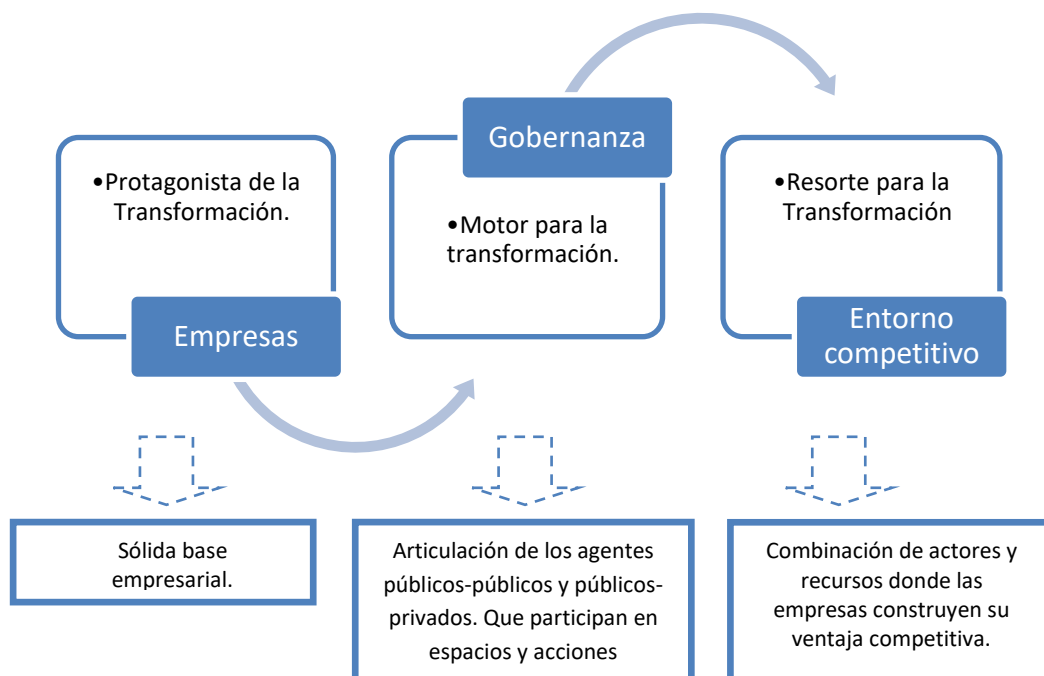 •Protagonista de la
Transformación.
Empresas
Gobernanza
•Motor para la
transformación.
•Resorte para la
Transformación
Entorno
competitivo
Sólida base
empresarial.
Articulación de los agentes
públicos-públicos y públicos-
privados. Que participan en
espacios y acciones
Combinación de actores y
recursos donde las
empresas construyen su
ventaja competitiva.